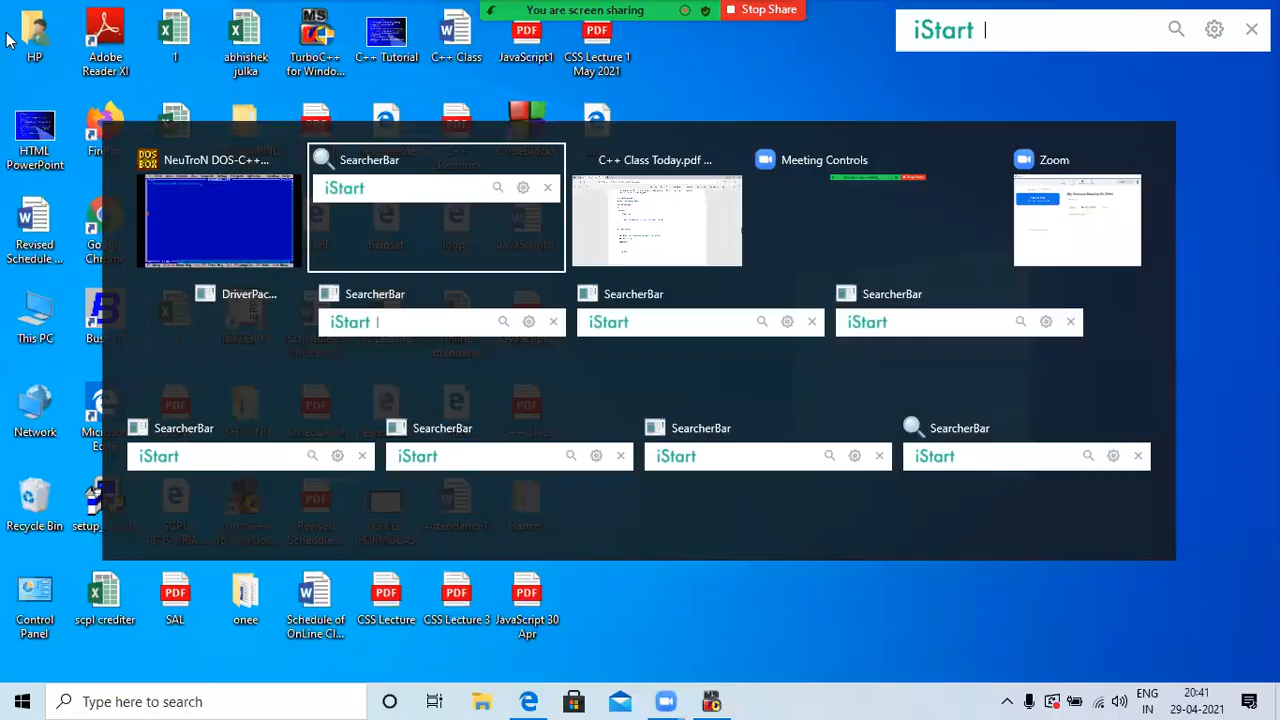 You are screen sharing
Stop Share
iStart
HP
Adobe
Reader XI
1
abhishek
julka
TurboC++
for Windo...
C++ Tutorial
C++ Class
JavaScript1
CSS Lecture 1
May 2021
HTML
PowerPoint
NeuTroN DOS-C++...
SearcherBar
C++ Class Today.pdf ...
Meeting Controls
Zoom
iStart
Revised
Schedule ...
DriverPac...
SearcherBar
SearcherBar
SearcherBar
iStart
iStart
iStart
This PC
Network
SearcherBar
SearcherBar
SearcherBar
SearcherBar
iStart
iStart
iStart
iStart
Recycle Bin
Control
Panel
scpl crediter
SAL
onee
Schedule of
OnLine Cl...
CSS Lecture
CSS Lecture 3
JavaScript 30
Apr
Type here to search
ENG
IN
20:41
29-04-2021